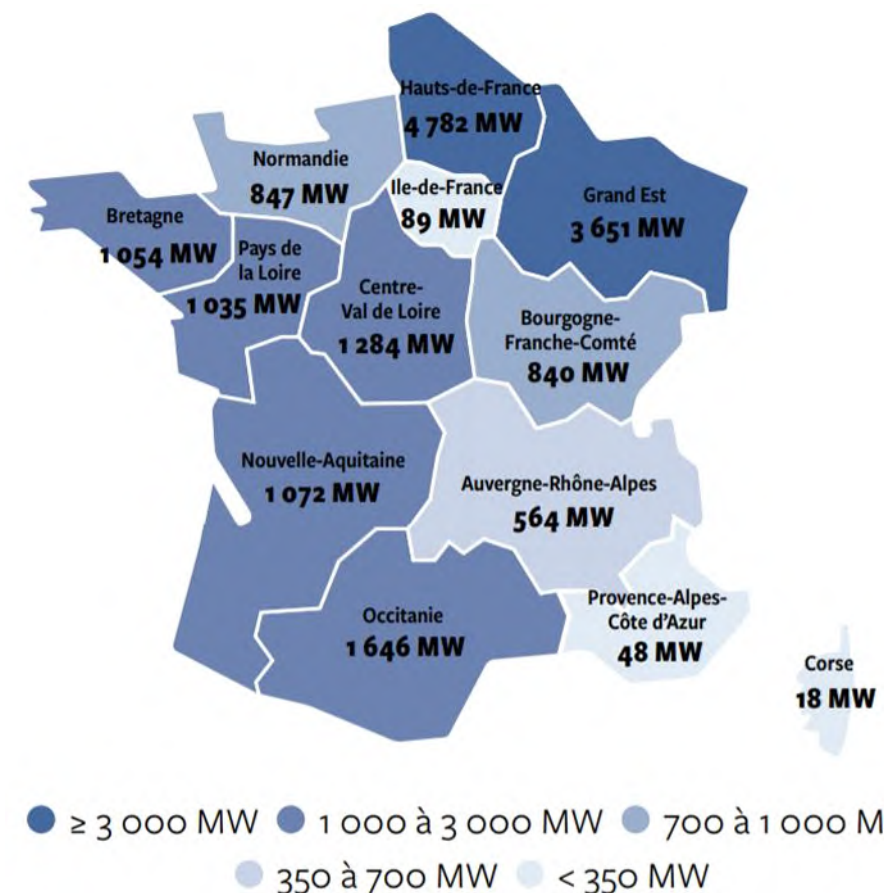 Hauts-de-France
4 782 MW
Normandie
847 MW
Ile-de-France
89 MW
Grand Est
3 651 MW
Bretagne
1 054 MW
Pays de
la Loire
1 035 MW
Centre-
Val de Loire
1 284 MW
Bourgogne-
Franche-Comté
840 MW
Nouvelle-Aquitaine
1 072 MW
Auvergne-Rhône-Alpes
564 MW
Occitanie
1 646 MW
Provence-Alpes-
Côte d'Azur
48 MW
Corse
18 MW
≥ 3 000 MW 1 000 à 3 000 MW 700 à 1 000 M
350 à 700 MW < 350 MW